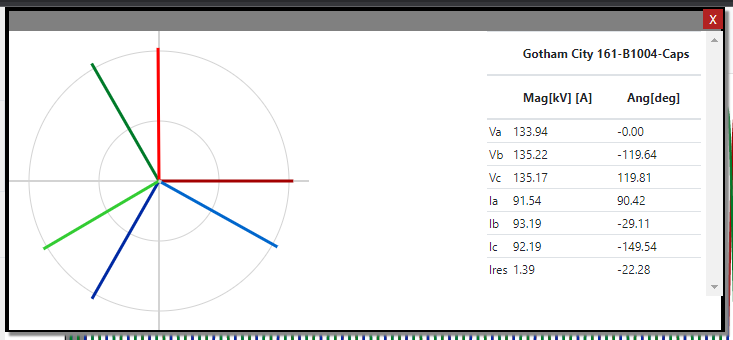 X
Gotham City 161-B1004-Caps
Mag[kV] [A] Ang[deg]
Va 133.94 -0.00
Vb 135.22 -119.64
Vc 135.17 119.81
Ia 91.54 90.42
Ib 93.19 -29.11
Ic 92.19 -149.54
Ires 1.39 -22.28